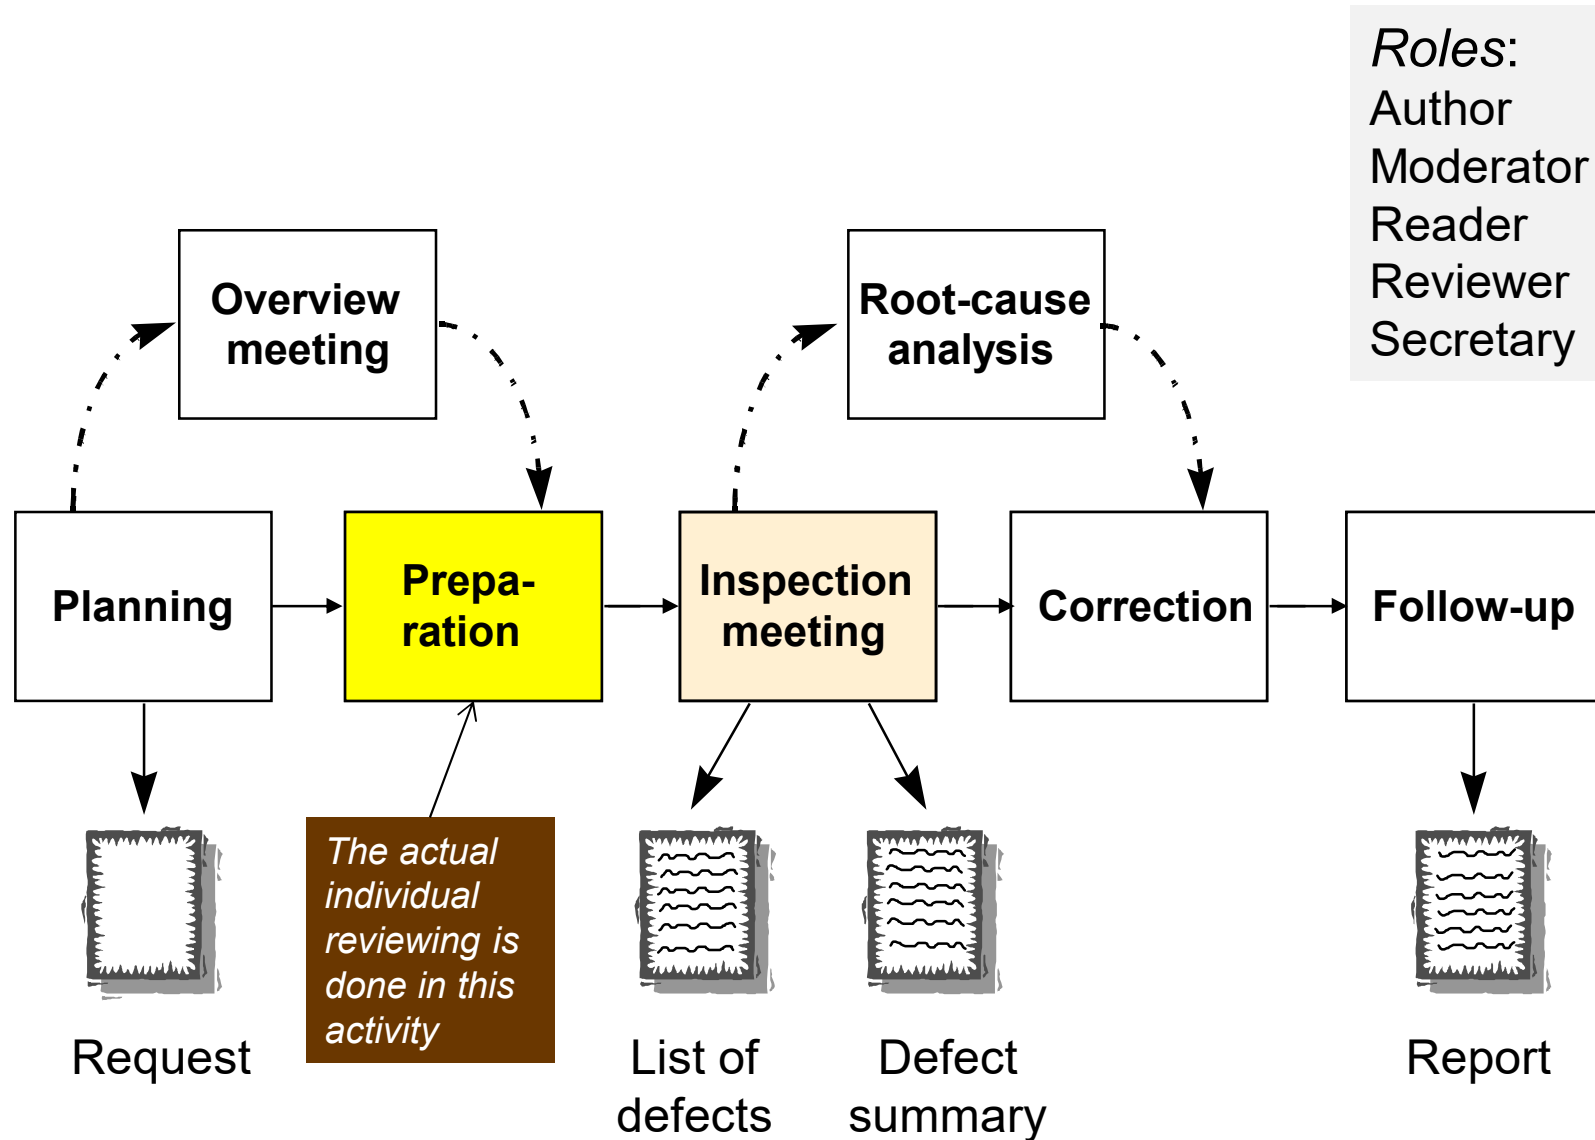 Roles:
Author
Moderator
Reader
Reviewer
Secretary
Overview
meeting
Root-cause
analysis
Planning
Prepa-
ration
Inspection
meeting
Correction
Follow-up
The actual
individual
reviewing is
done in this
activity
Request
List of
defects
Defect
summary
Report